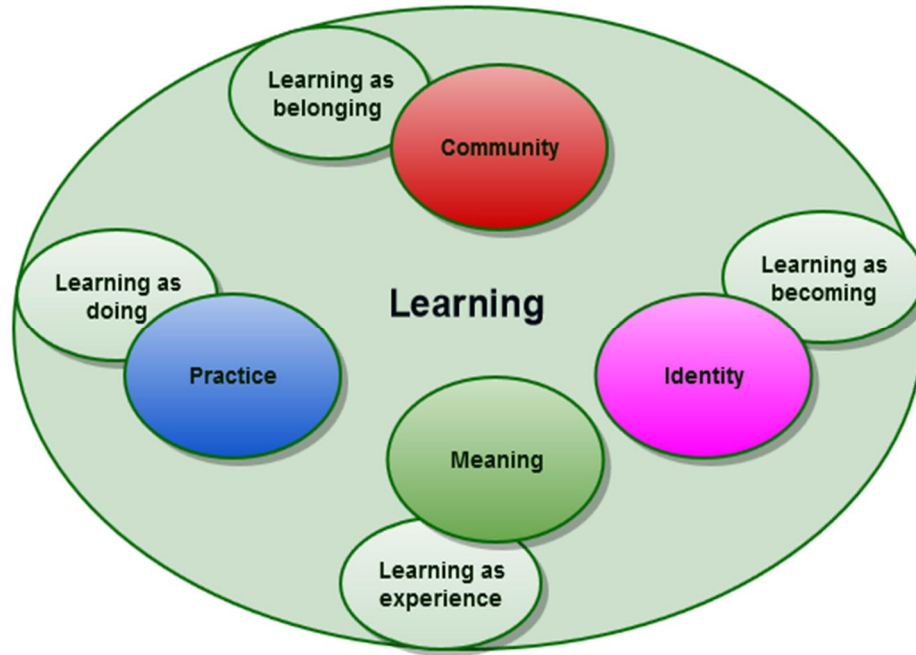 Learning as
belonging
Community
Learning as
becoming
Learning as
doing
Learning
Practice
Identity
Meaning
Learning as
experience